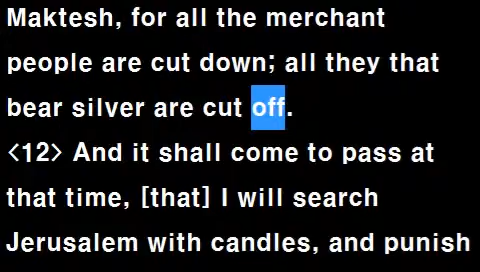 Maktesh, for all the merchant
people are cut down; all they that
bear silver are cut off.
<12> And it shall come to pass at
that time, [that] I will search
Jerusalem with candles, and punish